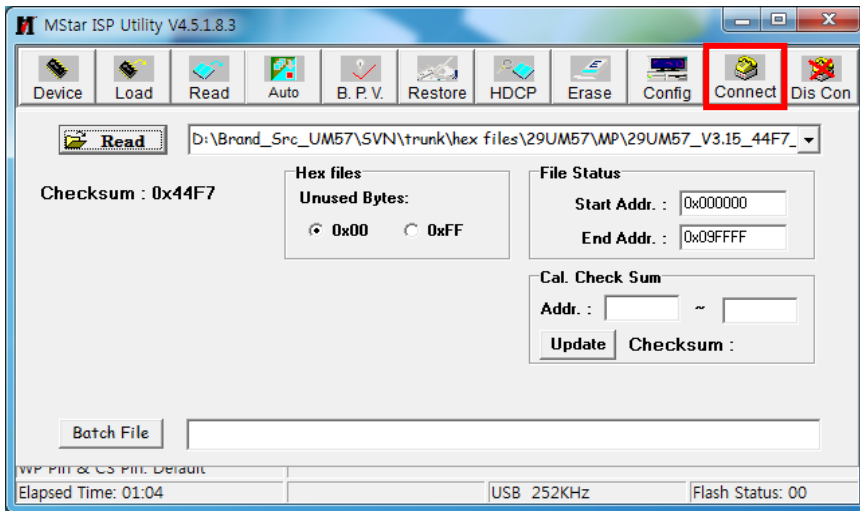 MStar ISP Utility V4.5.1.8.3
Device Load Read Auto B. P. V. Restore HDCP Erase Config Connect Dis Con
Read D:\Brand_Src_UM57\SVN\trunk\hex files\29UM57\MP\29UM57_V3.15_44F7_
Checksum : 0x44F7
Hex files
Unused Bytes:
0x00 0xFF
File Status
Start Addr. : 0x000000
End Addr. : 0x09FFFF
Cal. Check Sum
Addr. : ~
Update Checksum :
Batch File
WP Pin & CS Pin: Default
Elapsed Time: 01:04 USB 252KHz Flash Status: 00